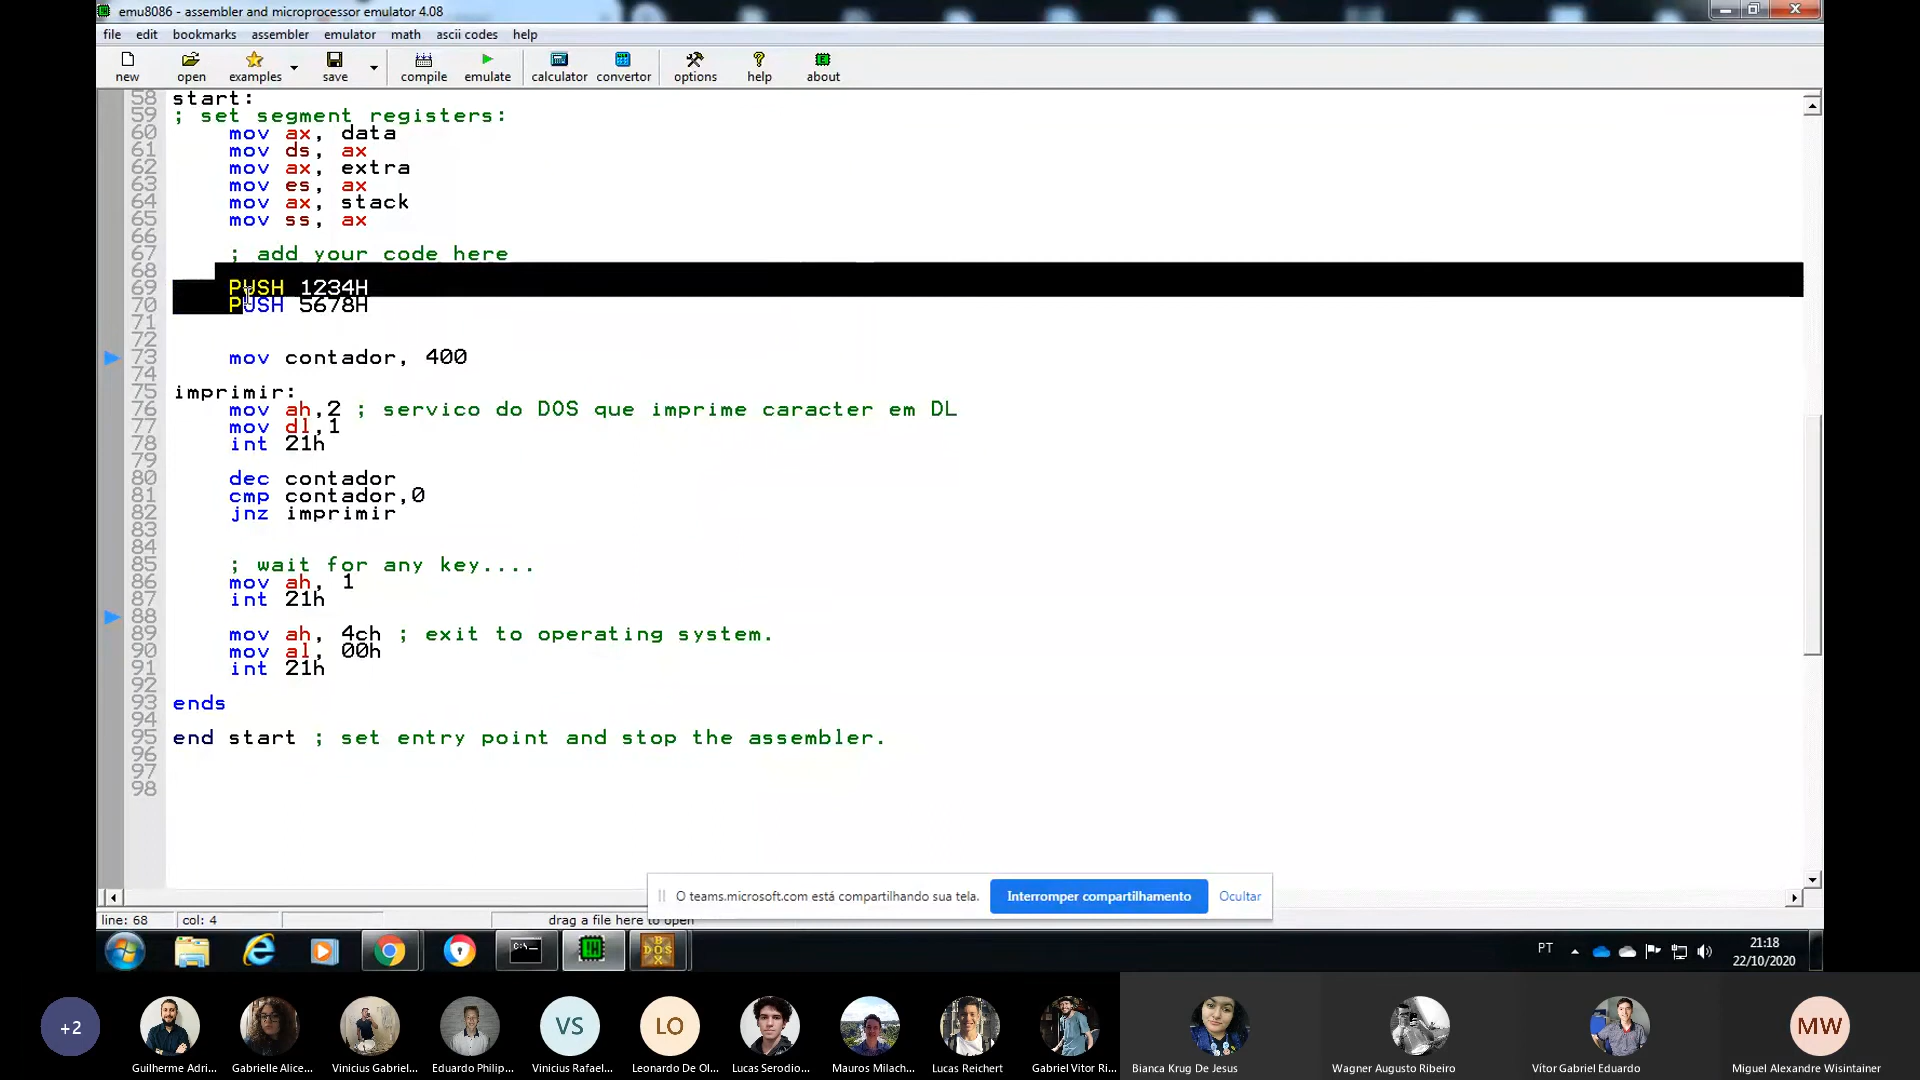 emu8086 - assembler and microprocessor emulator 4.08
file edit bookmarks assembler emulator math ascii codes help
new open examples save compile emulate calculator convertor options help about
58 start:
59 ; set segment registers:
60 mov ax, data
61 mov ds, ax
62 mov ax, extra
63 mov es, ax
64 mov ax, stack
65 mov ss, ax
66
67 ; add your code here
68
69 PUSH 1234H
70 PUSH 5678H
71
72
73 mov contador, 400
74
75 imprimir:
76 mov ah,2 ; servico do DOS que imprime caracter em DL
77 mov dl,1
78 int 21h
79
80 dec contador
81 cmp contador,0
82 jnz imprimir
83
84
85 ; wait for any key....
86 mov ah, 1
87 int 21h
88
89 mov ah, 4ch ; exit to operating system.
90 mov al, 00h
91 int 21h
92
93 ends
94
95 end start ; set entry point and stop the assembler.
96
97
98
O teams.microsoft.com está compartilhando sua tela. Interromper compartilhamento Ocultar
line: 68 col: 4 drag a file here to open
PT 21:18
22/10/2020
+2 VS LO MW
Guilherme Adri... Gabrielle Alice... Vinicius Gabriel... Eduardo Philip... Vinicius Rafael... Leonardo De Ol... Lucas Serodio... Mauros Milach... Lucas Reichert Gabriel Vitor Ri... Bianca Krug De Jesus Wagner Augusto Ribeiro Vítor Gabriel Eduardo Miguel Alexandre Wisintainer